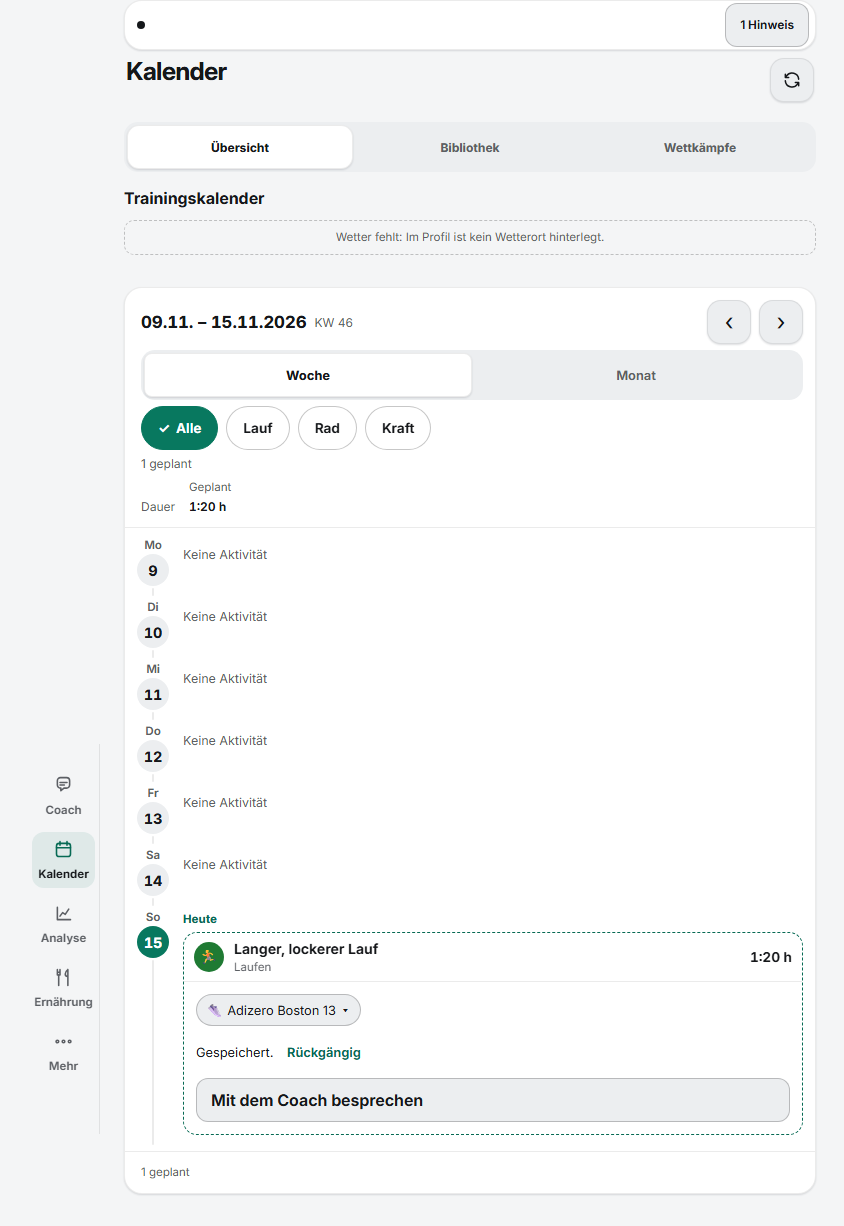 1 Hinweis
Kalender
Übersicht
Bibliothek
Wettkämpfe
Trainingskalender
Wetter fehlt: Im Profil ist kein Wetterort hinterlegt.
09.11. – 15.11.2026 KW 46
Woche
Monat
Alle
Lauf
Rad
Kraft
1 geplant
Geplant
Dauer 1:20 h
Mo
9
Keine Aktivität
Di
10
Keine Aktivität
Mi
11
Keine Aktivität
Do
12
Keine Aktivität
Fr
13
Keine Aktivität
Sa
14
Keine Aktivität
So
15
Heute
Langer, lockerer Lauf
Laufen
1:20 h
Adizero Boston 13
Gespeichert. Rückgängig
Mit dem Coach besprechen
1 geplant
Coach
Kalender
Analyse
Ernährung
Mehr